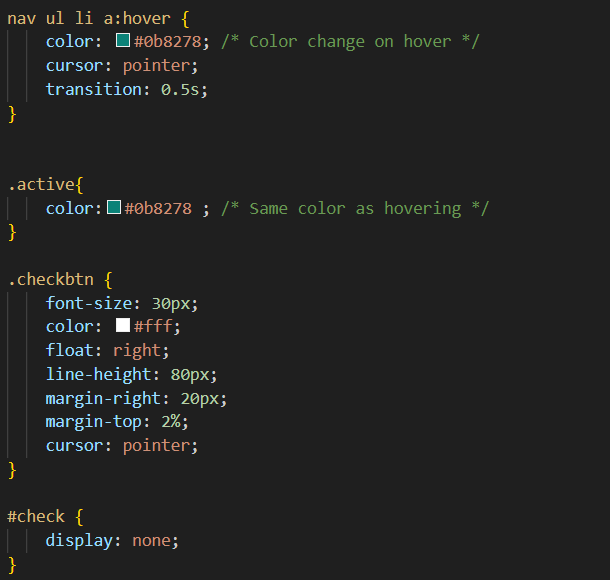 nav ul li a:hover {
    color: #0b8278; /* Color change on hover */
    cursor: pointer;
    transition: 0.5s;
}
.active{
    color: #0b8278 ; /* Same color as hovering */
}
.checkbtn {
    font-size: 30px;
    color: #fff;
    float: right;
    line-height: 80px;
    margin-right: 20px;
    margin-top: 2%;
    cursor: pointer;
}
#check {
    display: none;
}